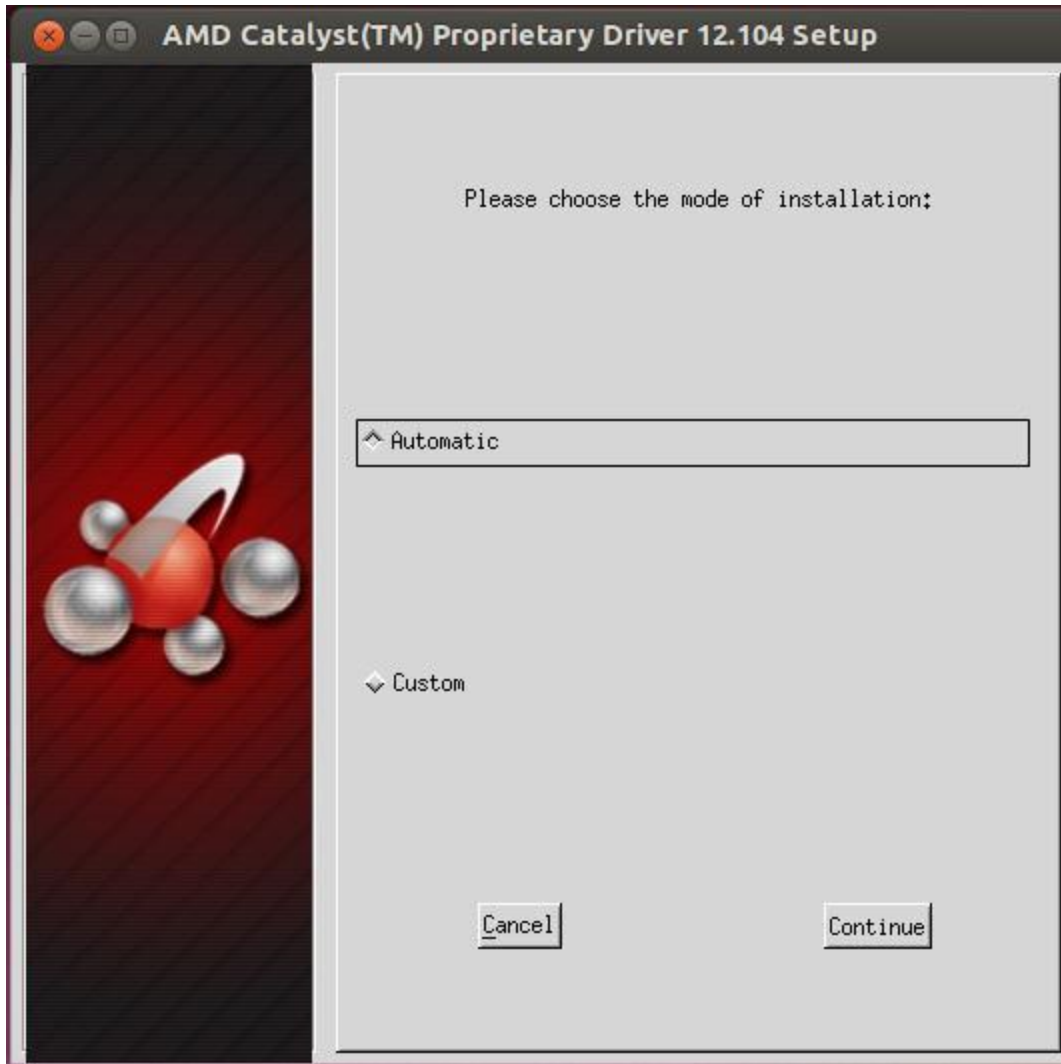 AMD Catalyst(TM) Proprietary Driver 12.104 Setup
Please choose the mode of installation:
Automatic
Custom
Cancel
Continue